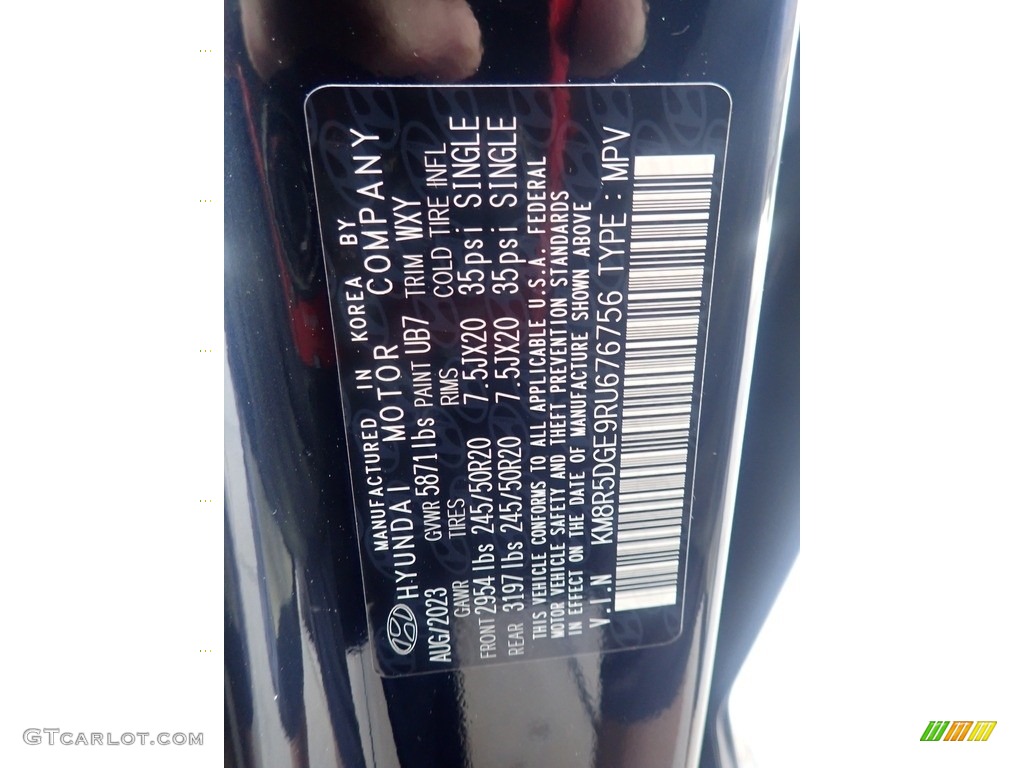 MANUFACTURED IN KOREA BY
HYUNDAI MOTOR COMPANY
AUG/2023 GVWR 5871lbs PAINT UB7 TRIM WXY
GAWR TIRES RIMS COLD TIRE INFL
FRONT 2954lbs 245/50R20 7.5JX20 35psi SINGLE
REAR 3197lbs 245/50R20 7.5JX20 35psi SINGLE
THIS VEHICLE CONFORMS TO ALL APPLICABLE U.S.A. FEDERAL
MOTOR VEHICLE SAFETY AND THEFT PREVENTION STANDARDS
IN EFFECT ON THE DATE OF MANUFACTURE SHOWN ABOVE
V.I.N KM8R5DGE9RU676756 TYPE : MPV
GTCARLOT.COM